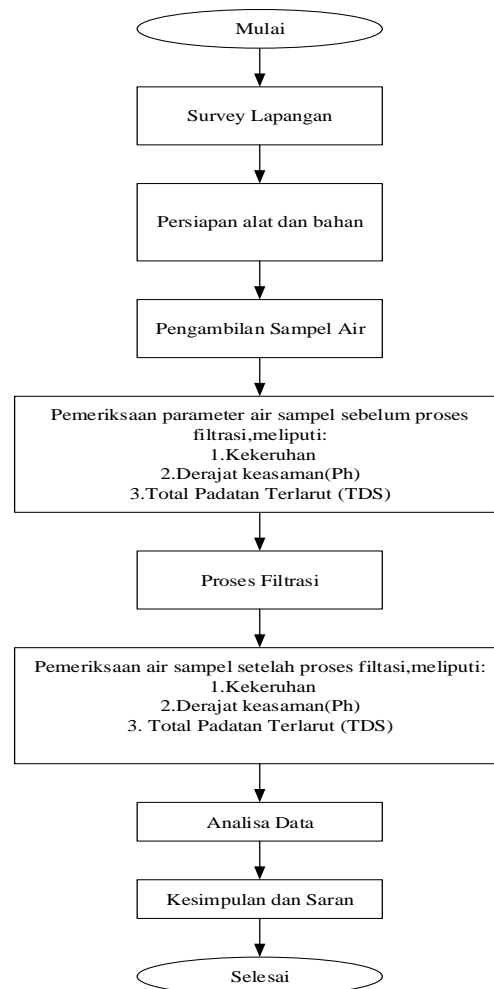 Mulai
Survey Lapangan
Persiapan alat dan bahan
Pengambilan Sampel Air
Pemeriksaan parameter air sampel sebelum proses
filtrasi,meliputi:
1.Kekeruhan
2.Derajat keasaman(Ph)
3.Total Padatan Terlarut (TDS)
Proses Filtrasi
Pemeriksaan air sampel setelah proses filtasi,meliputi:
1.Kekeruhan
2.Derajat keasaman(Ph)
3. Total Padatan Terlarut (TDS)
Analisa Data
Kesimpulan dan Saran
Selesai